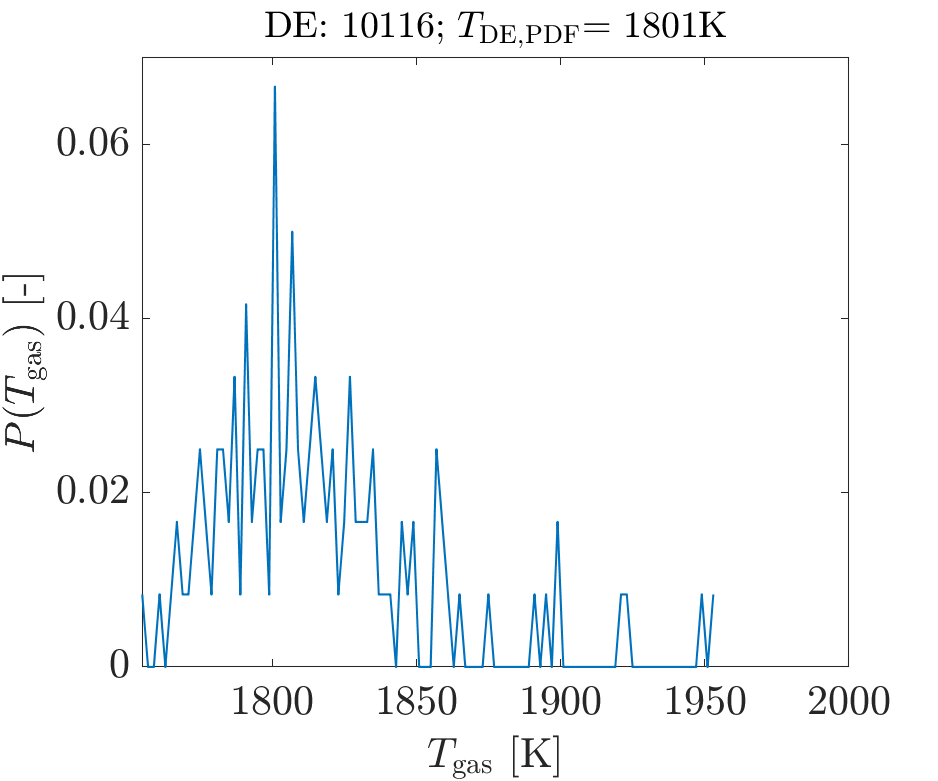 DE: 10116; T_DE,PDF= 1801K
0.06
0.04
0.02
0
P(T_gas) [-]
1800 1850 1900 1950 2000
T_gas [K]